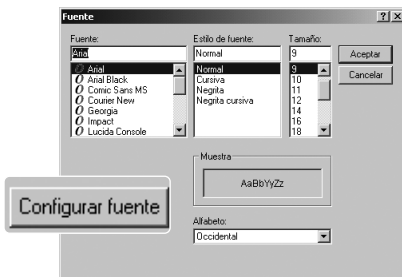 Fuente
Fuente: Estilo de fuente: Tamaño:
Arial Normal 9 Aceptar
Arial Normal 9 Cancelar
Arial Black Cursiva 10
Comic Sans MS Negrita 11
Courier New Negrita cursiva 12
Georgia 14
Impact 16
Lucida Console 18
Muestra
AaBbYyZz
Configurar fuente
Alfabeto:
Occidental